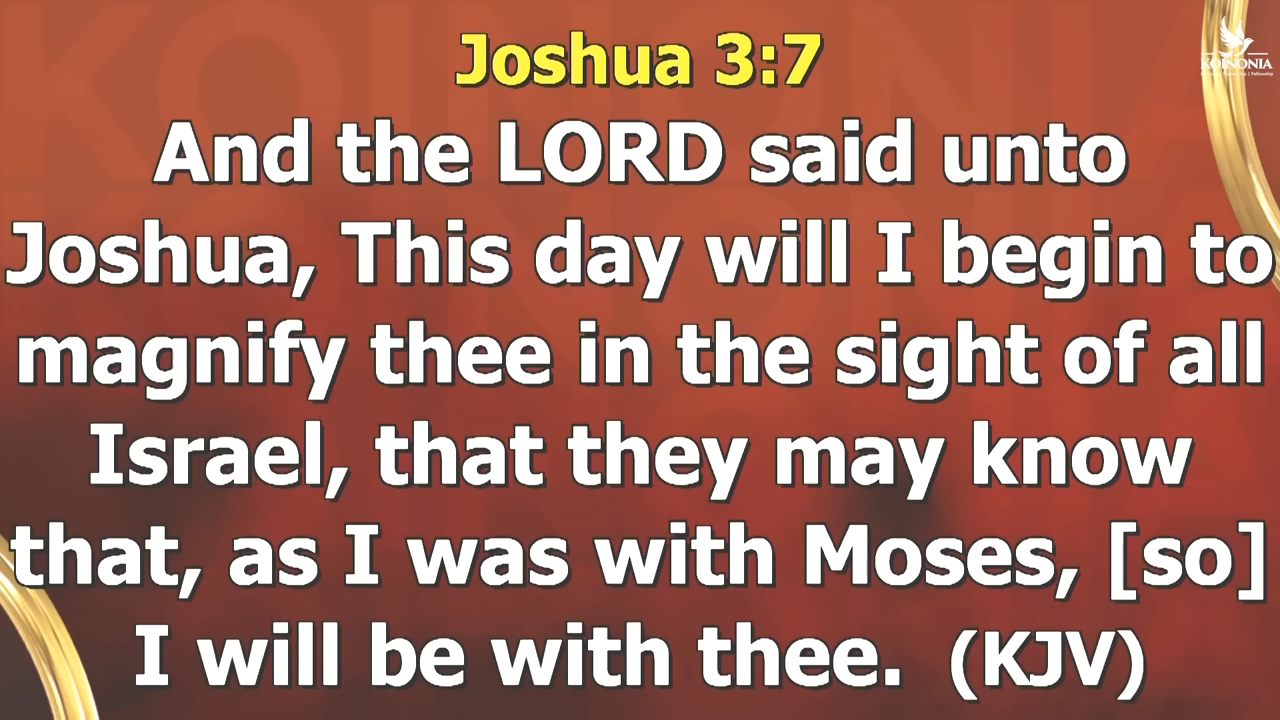 Joshua 3:7
KOINONIA
And the LORD said unto
Joshua, This day will I begin to
magnify thee in the sight of all
Israel, that they may know
that, as I was with Moses, [so]
I will be with thee. (KJV)